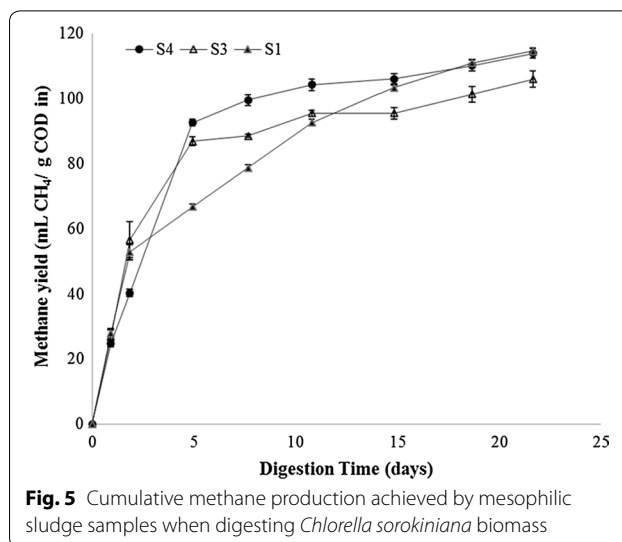 120
100
80
60
40
20
0
Methane yield (mL CH₄/ g COD in)
S4 S3 S1
0 5 10 15 20 25
Digestion Time (days)
Fig. 5 Cumulative methane production achieved by mesophilic
sludge samples when digesting Chlorella sorokiniana biomass